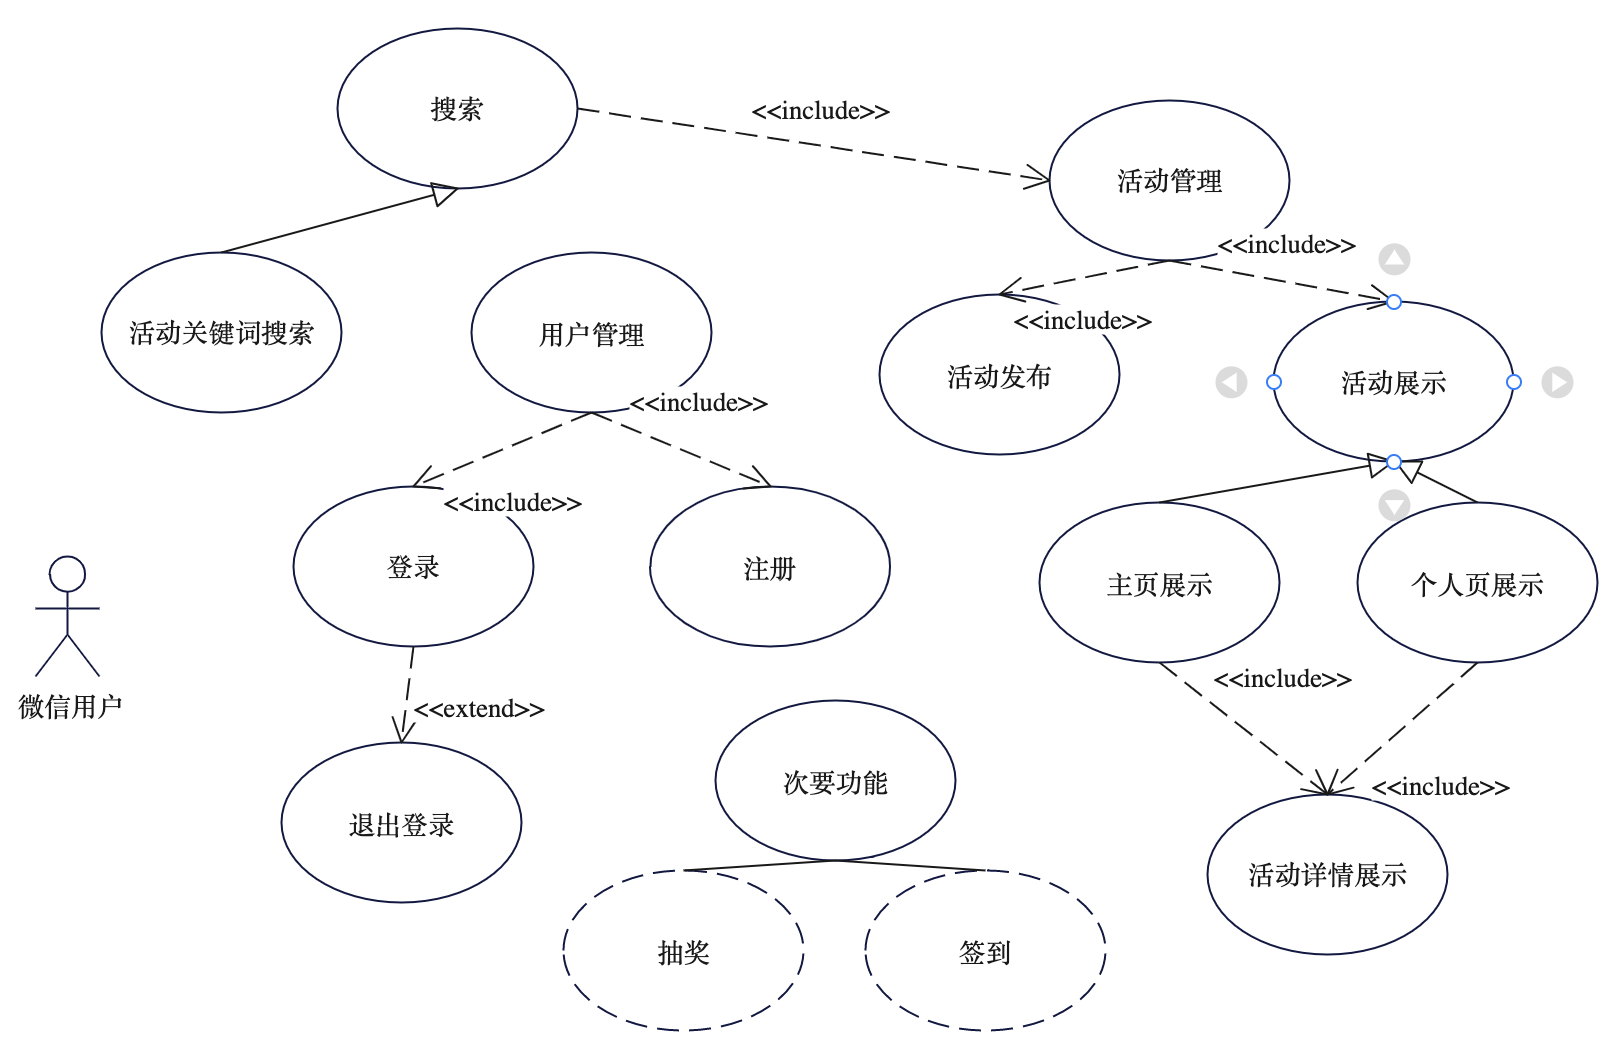 搜索
<<include>>
活动管理
<<include>>
活动关键词搜索
用户管理
<<include>>
活动发布
活动展示
<<include>>
<<include>>
登录
注册
主页展示
个人页展示
<<include>>
微信用户
<<extend>>
次要功能
<<include>>
退出登录
活动详情展示
抽奖
签到